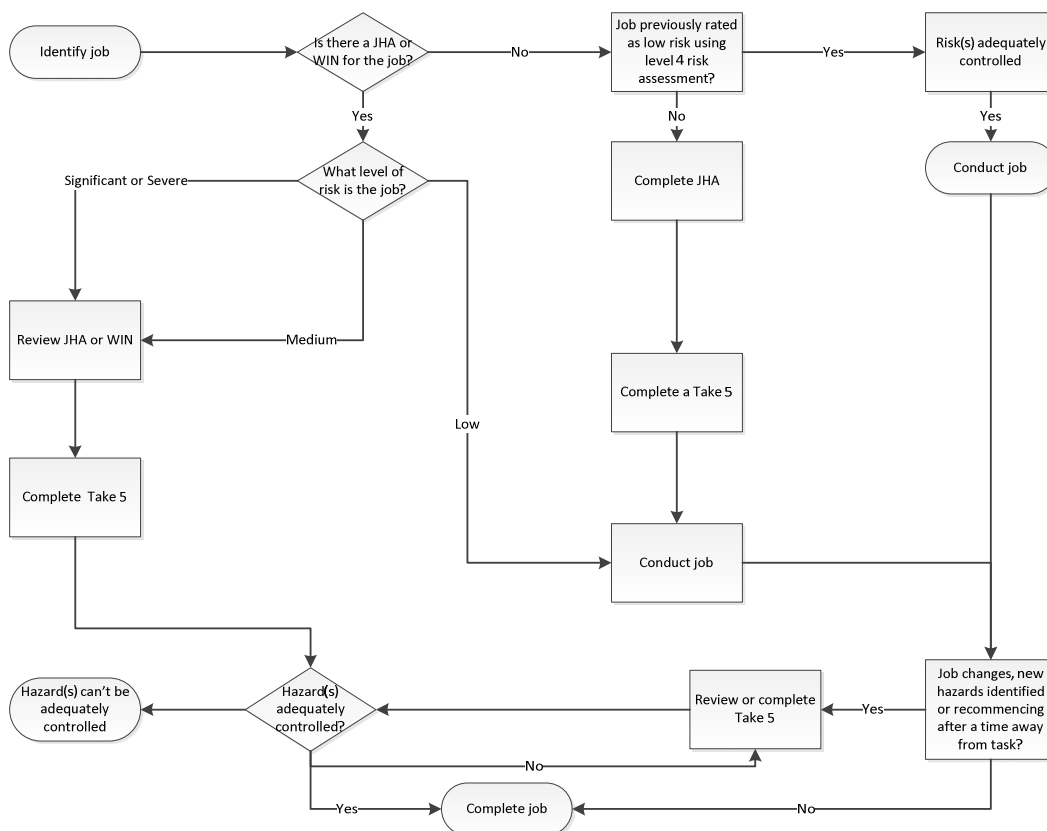 Identify job
Is there a JHA or
WIN for the job?
No
Job previously rated
as low risk using
level 4 risk
assessment?
Yes
Risk(s) adequately
controlled
Yes
No
Yes
What level of
risk is the job?
Significant or Severe
Complete JHA
Conduct job
Review JHA or WIN
Medium
Complete a Take 5
Low
Complete Take 5
Conduct job
Hazard(s) can't be
adequately
controlled
Hazard(s)
adequately
controlled?
Review or complete
Take 5
Yes
Job changes, new
hazards identified
or recommencing
after a time away
from task?
No
Yes
Complete job
No